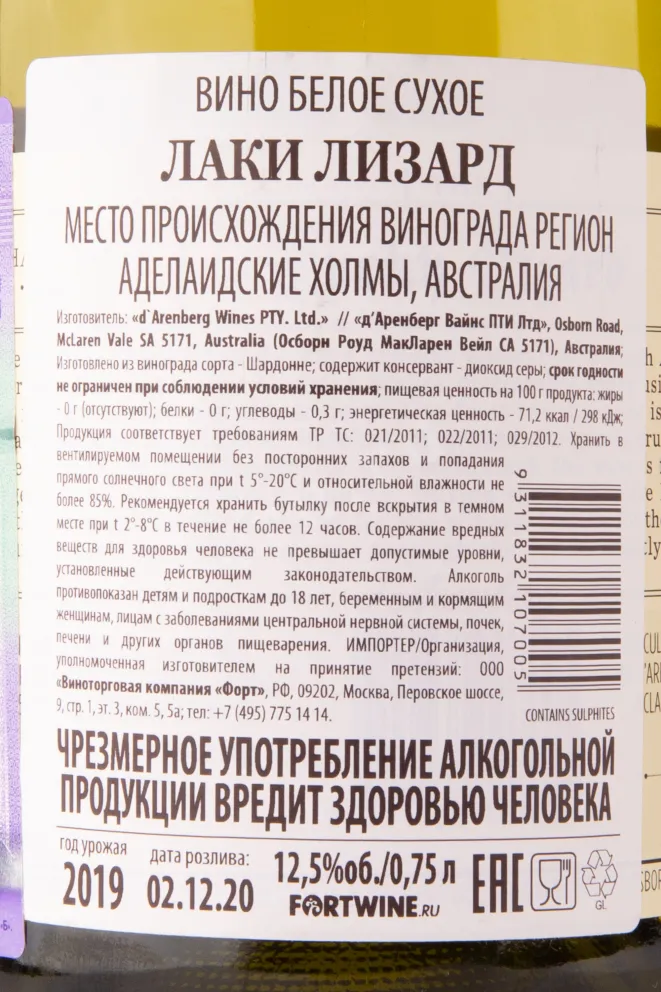 ВИНО БЕЛОЕ СУХОЕ
ЛАКИ ЛИЗАРД
МЕСТО ПРОИСХОЖДЕНИЯ ВИНОГРАДА РЕГИОН
АДЕЛАИДСКИЕ ХОЛМЫ, АВСТРАЛИЯ
Изготовитель: «d`Arenberg Wines PTY. Ltd.» // «д'Аренберг Вайнс ПТИ Лтд», Osborn Road,
McLaren Vale SA 5171, Australia (Осборн Роуд МакЛарен Вейл СА 5171), Австралия;
Изготовлено из винограда сорта - Шардонне; содержит консервант - диоксид серы; срок годности
не ограничен при соблюдении условий хранения; пищевая ценность на 100 г продукта: жиры
- 0 г (отсутствуют); белки - 0 г; углеводы - 0,3 г; энергетическая ценность - 71,2 ккал / 298 кДж;
Продукция соответствует требованиям ТР ТС: 021/2011; 022/2011; 029/2012. Хранить в
вентилируемом помещении без посторонних запахов и попадания
прямого солнечного света при t 5°-20°С и относительной влажности не
более 85%. Рекомендуется хранить бутылку после вскрытия в темном
месте при t 2°-8°С в течение не более 12 часов. Содержание вредных
веществ для здоровья человека не превышает допустимые уровни,
установленные действующим законодательством. Алкоголь
противопоказан детям и подросткам до 18 лет, беременным и кормящим
женщинам, лицам с заболеваниями центральной нервной системы, почек,
печени и других органов пищеварения. ИМПОРТЕР/Организация,
уполномоченная изготовителем на принятие претензий: ООО
«Виноторговая компания «Форт», РФ, 09202, Москва, Перовское шоссе,
9, стр. 1, эт. 3, ком. 5, 5а; тел: +7 (495) 775 14 14.
9 311832 107005
CONTAINS SULPHITES
ЧРЕЗМЕРНОЕ УПОТРЕБЛЕНИЕ АЛКОГОЛЬНОЙ
ПРОДУКЦИИ ВРЕДИТ ЗДОРОВЬЮ ЧЕЛОВЕКА
год урожая
2019
дата розлива:
02.12.20
12,5%об./0,75 л
FORTWINE.RU
EAC
GL